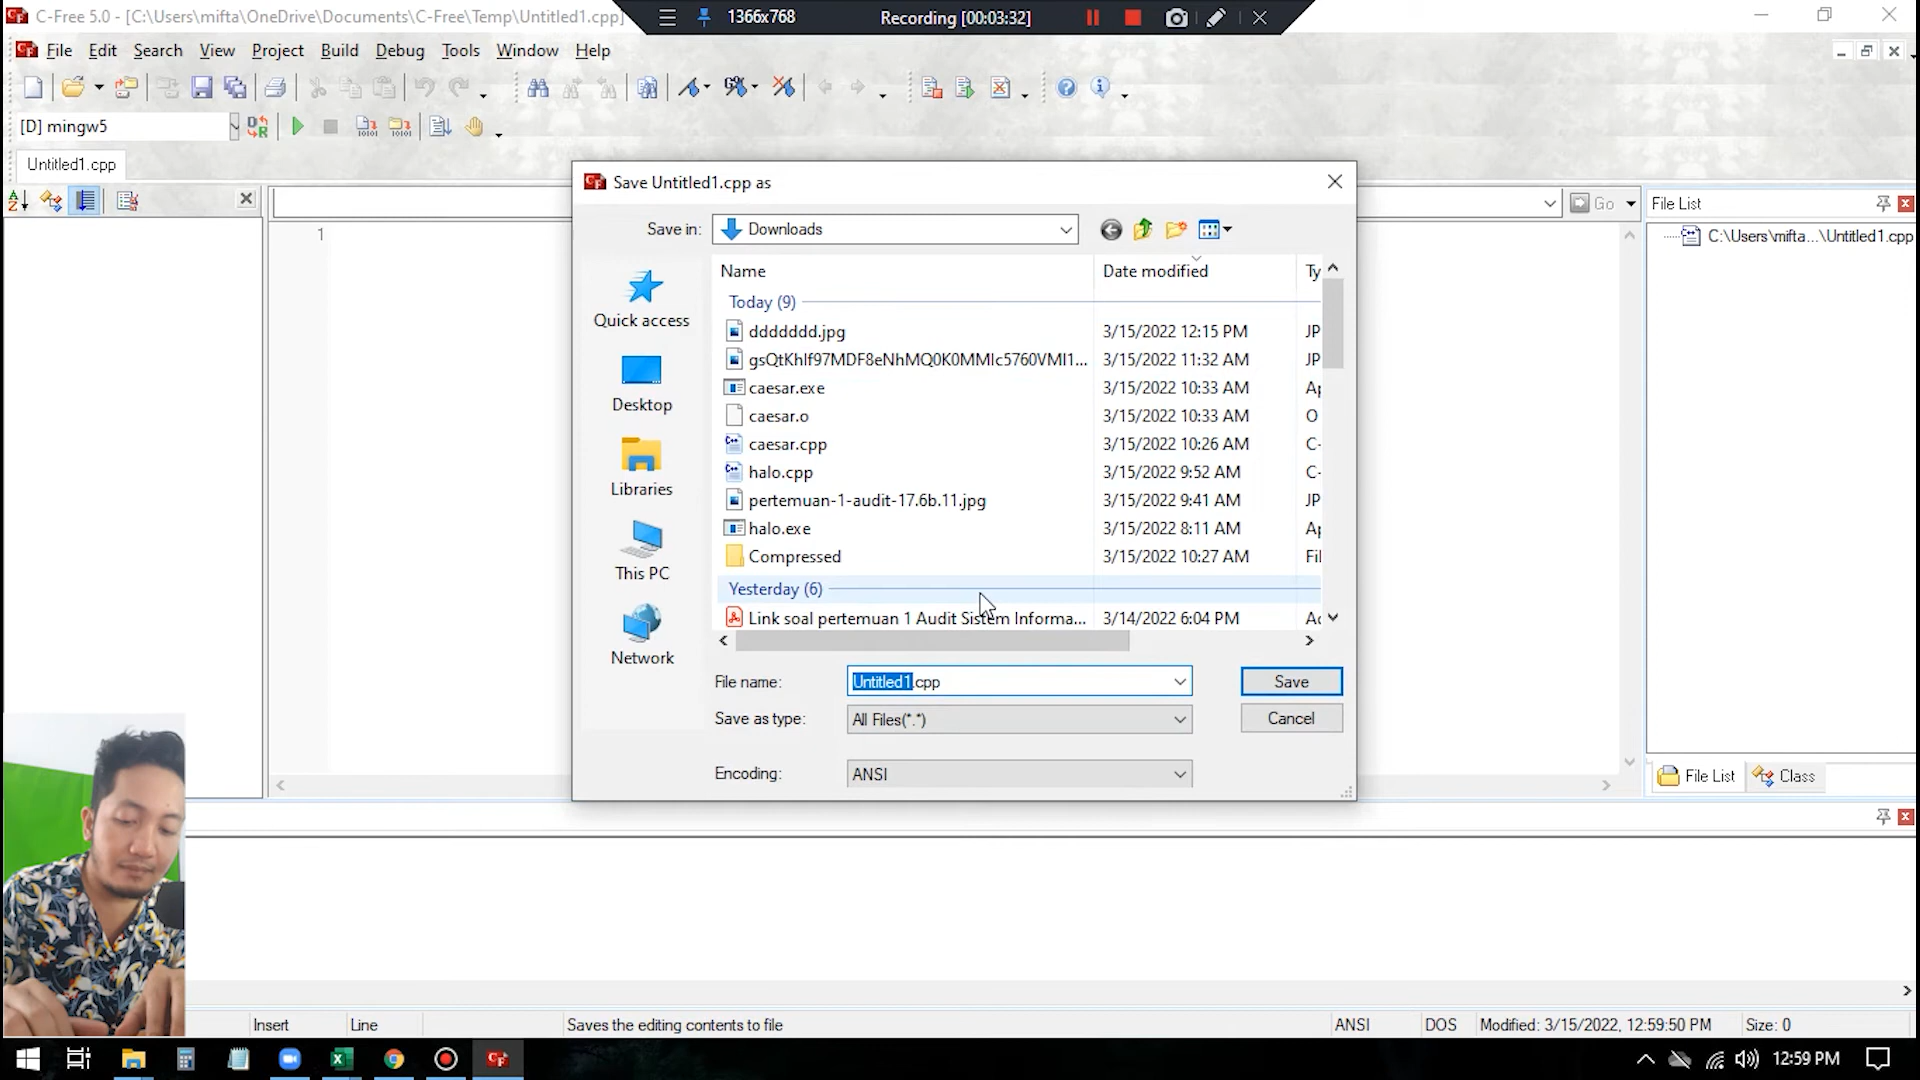 C-Free 5.0 - [C:\Users\mifta\OneDrive\Documents\C-Free\Temp\Untitled1.cpp]
1366x768
Recording [00:03:32]
File Edit Search View Project Build Debug Tools Window Help
[D] mingw5
Untitled1.cpp
Go
File List
1
C:\Users\mifta...\Untitled1.cpp
Save Untitled1.cpp as
Save in: Downloads
Quick access
Desktop
Libraries
This PC
Network
Name Date modified Ty
Today (9)
ddddddd.jpg 3/15/2022 12:15 PM JP
3/15/2022 11:32 AM JP
caesar.exe 3/15/2022 10:33 AM Ap
caesar.o 3/15/2022 10:33 AM O
caesar.cpp 3/15/2022 10:26 AM C-
halo.cpp 3/15/2022 9:52 AM C-
pertemuan-1-audit-17.6b.11.jpg 3/15/2022 9:41 AM JP
halo.exe 3/15/2022 8:11 AM Ap
Compressed 3/15/2022 10:27 AM Fil
Yesterday (6)
Link soal pertemuan 1 Audit Sistem Informa... 3/14/2022 6:04 PM Ac
File name: Untitled1.cpp Save
Save as type: All Files(*.*) Cancel
Encoding: ANSI
File List Class
Insert Line Saves the editing contents to file ANSI DOS Modified: 3/15/2022, 12:59:50 PM Size: 0
12:59 PM